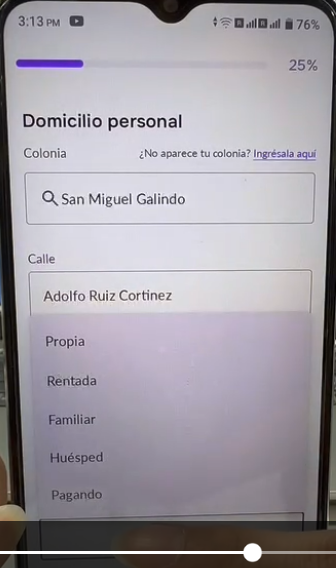 3:13 PM 76%
25%
Domicilio personal
Colonia ¿No aparece tu colonia? Ingrésala aquí
San Miguel Galindo
Calle
Adolfo Ruiz Cortinez
Propia
Rentada
Familiar
Huésped
Pagando